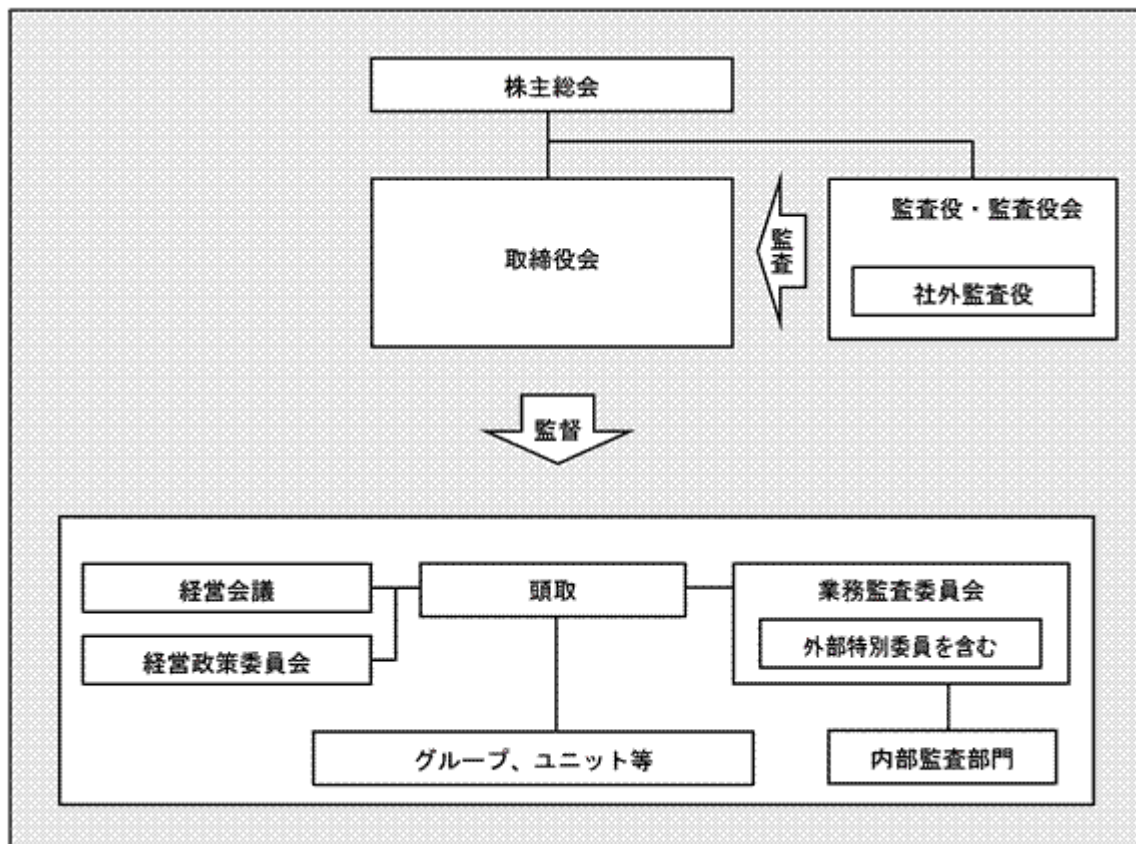 株主総会
取締役会
監査
監査役・監査役会
社外監査役
監督
経営会議
頭取
業務監査委員会
経営政策委員会
外部特別委員を含む
グループ、ユニット等
内部監査部門